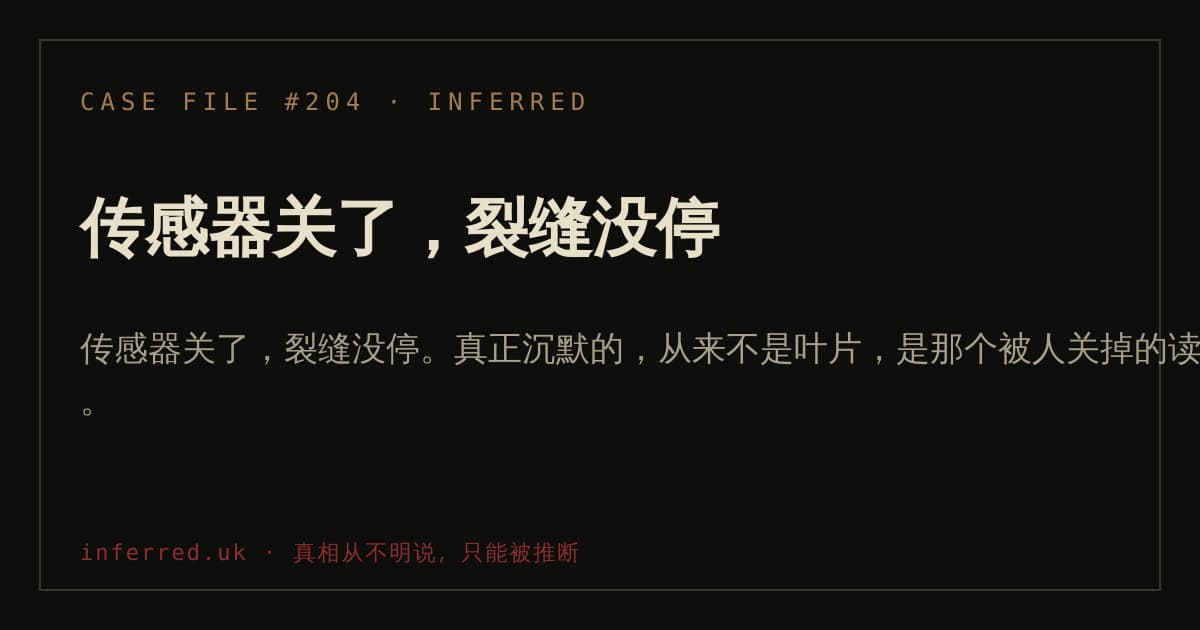 CASE FILE #204 · INFERRED
传感器关了，裂缝没停
传感器关了，裂缝没停。真正沉默的，从来不是叶片，是那个被人关掉的读
。
inferred.uk · 真相从不明说，只能被推断